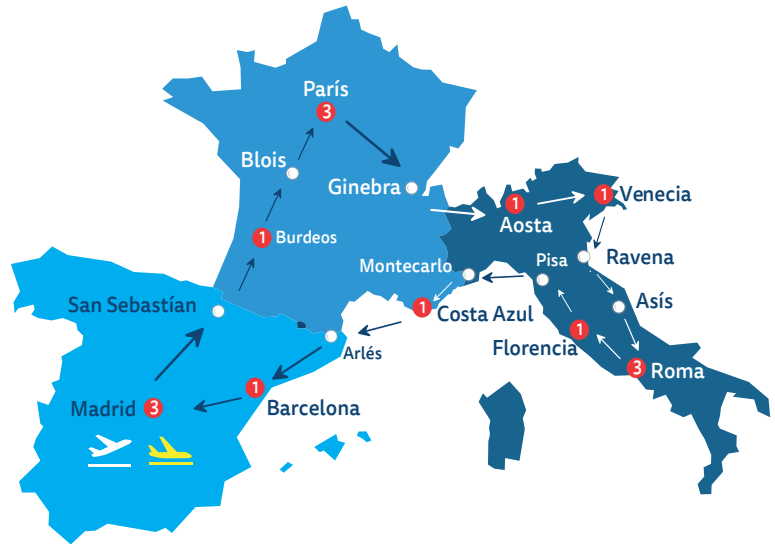 París
3
Blois
Ginebra
1
Venecia
1
Aosta
1
Burdeos
Ravena
Montecarlo
Pisa
San Sebastían
Asís
1
Costa Azul
1
Florencia
Arlés
3
Roma
1
Madrid
3
Barcelona